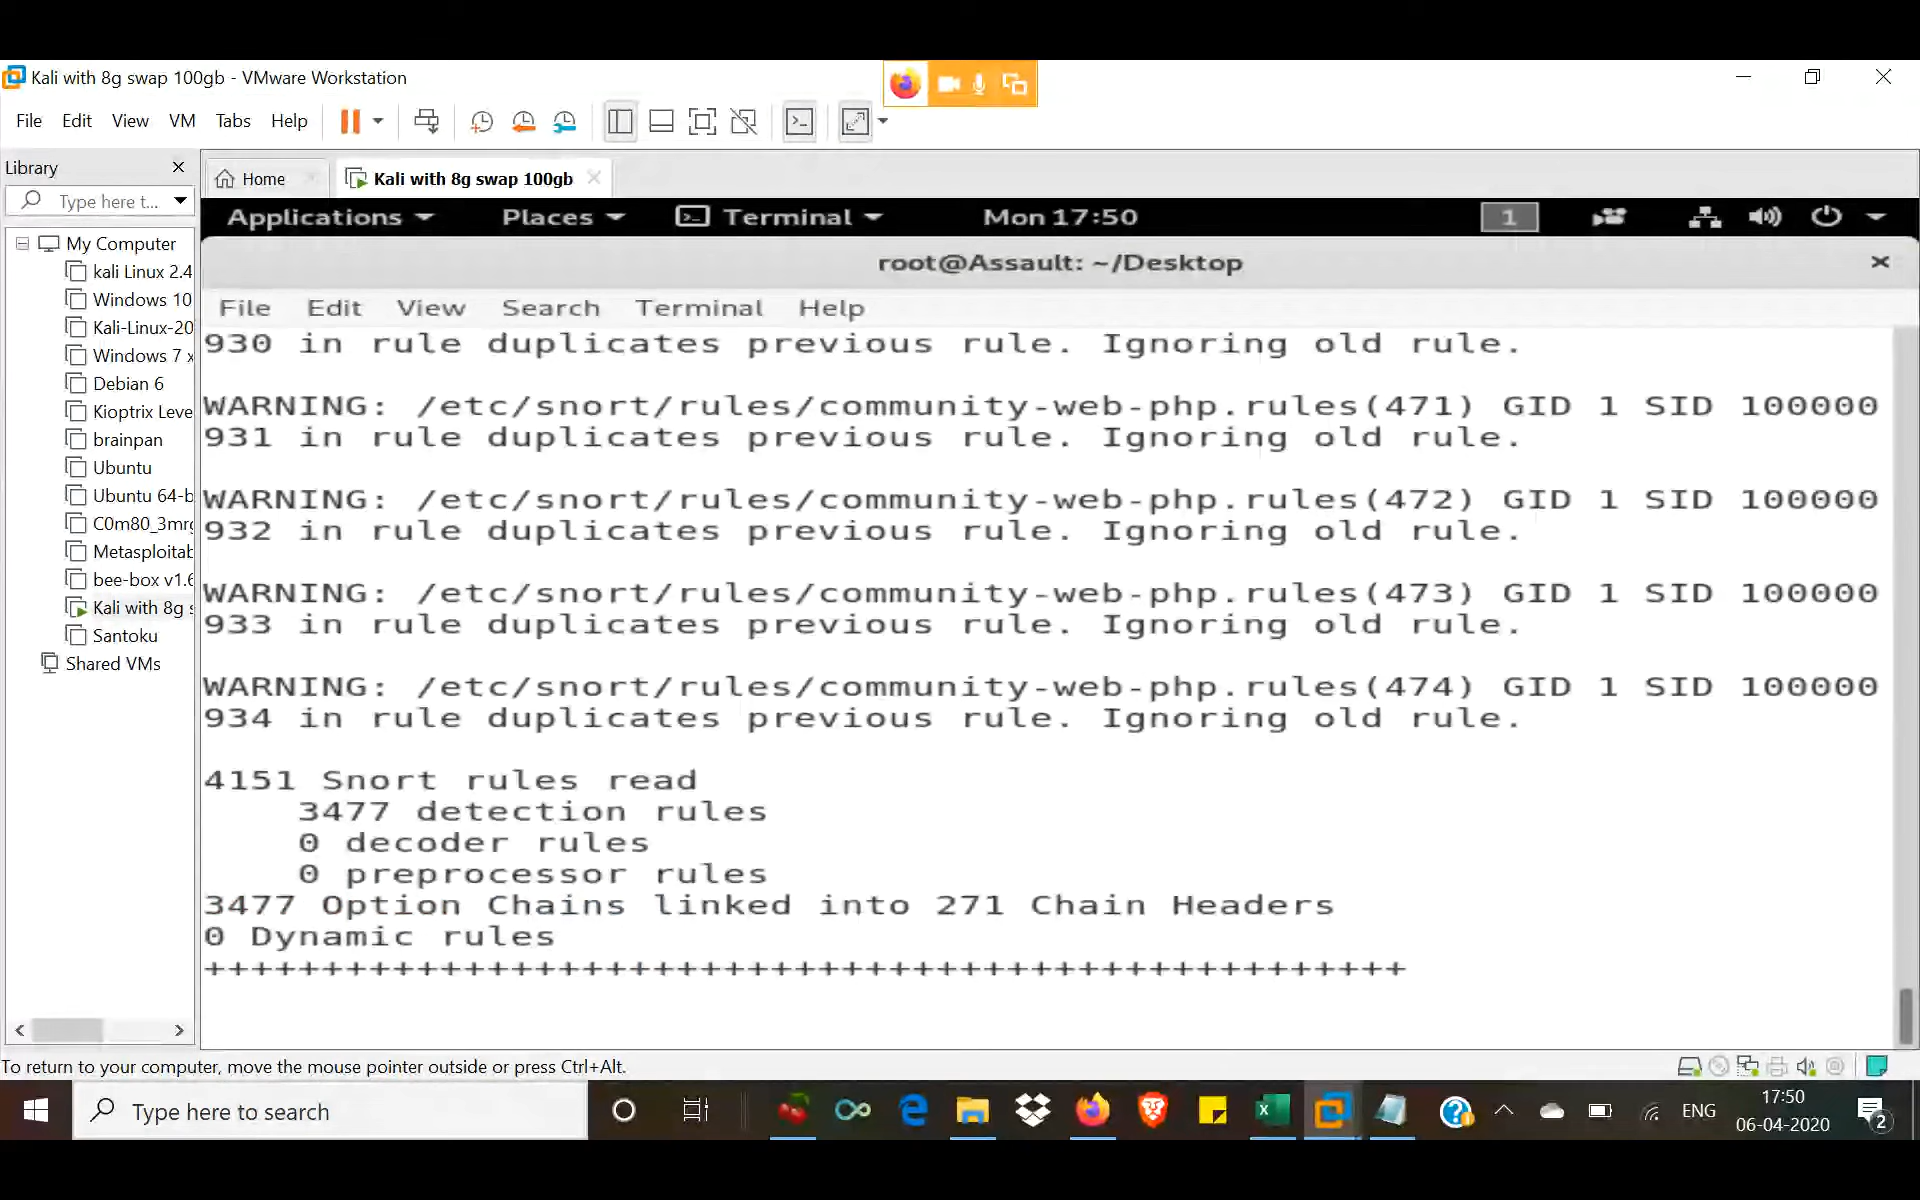 Kali with 8g swap 100gb - VMware Workstation
File Edit View VM Tabs Help
Library
Type here t...
My Computer
kali Linux 2.4
Windows 10
Kali-Linux-20
Windows 7 x
Debian 6
Kioptrix Leve
brainpan
Ubuntu
Ubuntu 64-b
C0m80_3mrg
Metasploitab
bee-box v1.6
Kali with 8g s
Santoku
Shared VMs
Home
Kali with 8g swap 100gb
Applications Places Terminal Mon 17:50 1
root@Assault: ~/Desktop
File Edit View Search Terminal Help
930 in rule duplicates previous rule. Ignoring old rule.
WARNING: /etc/snort/rules/community-web-php.rules(471) GID 1 SID 100000
931 in rule duplicates previous rule. Ignoring old rule.
WARNING: /etc/snort/rules/community-web-php.rules(472) GID 1 SID 100000
932 in rule duplicates previous rule. Ignoring old rule.
WARNING: /etc/snort/rules/community-web-php.rules(473) GID 1 SID 100000
933 in rule duplicates previous rule. Ignoring old rule.
WARNING: /etc/snort/rules/community-web-php.rules(474) GID 1 SID 100000
934 in rule duplicates previous rule. Ignoring old rule.
4151 Snort rules read
3477 detection rules
0 decoder rules
0 preprocessor rules
3477 Option Chains linked into 271 Chain Headers
0 Dynamic rules
+++++++++++++++++++++++++++++++++++++++++++++++++++
To return to your computer, move the mouse pointer outside or press Ctrl+Alt.
Type here to search
ENG
17:50
06-04-2020
2